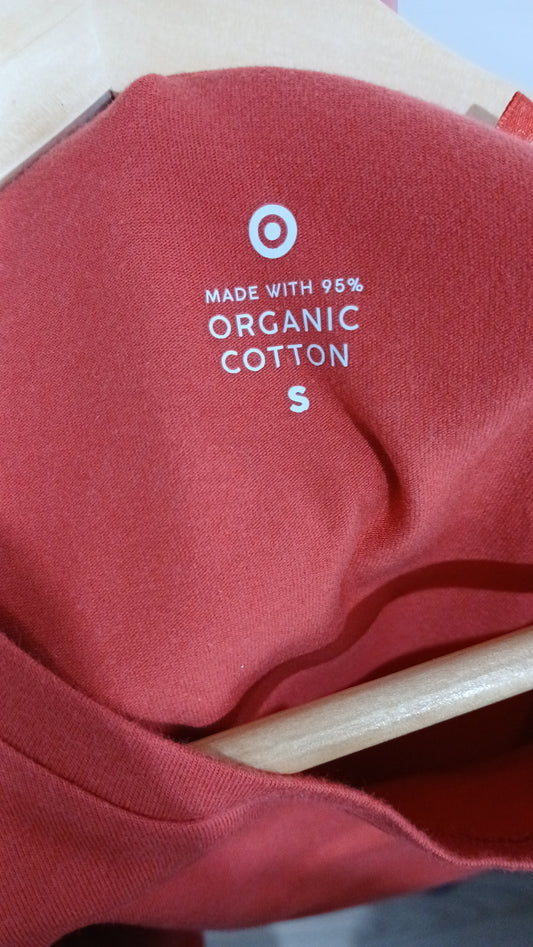 MADE WITH 95%
ORGANIC
COTTON
S